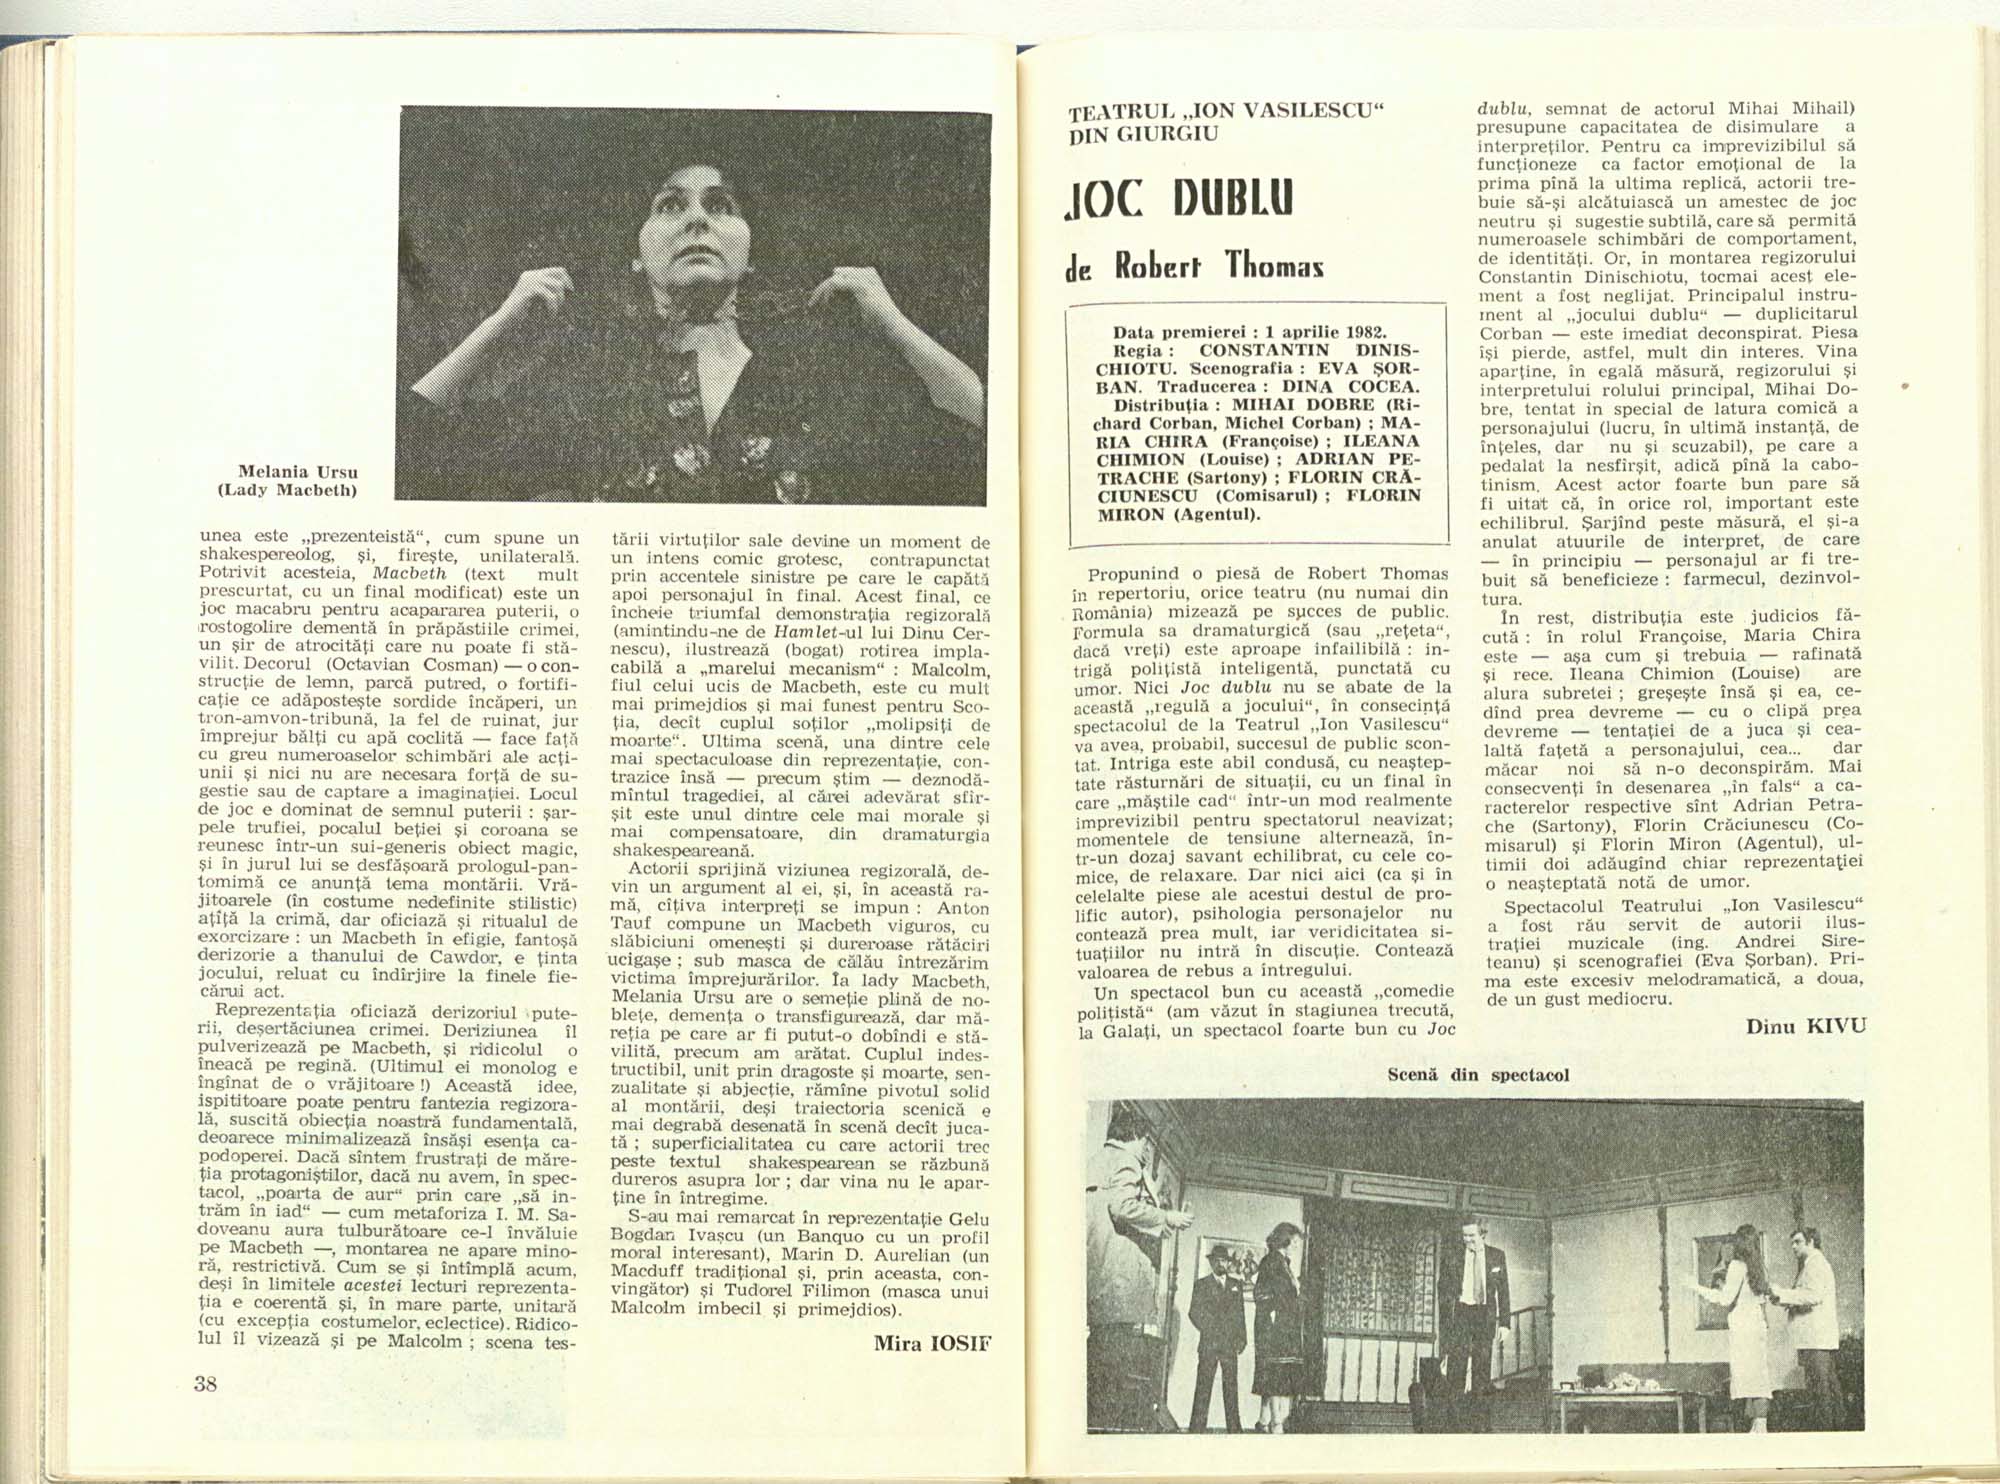 Melania Ursu
(Lady Macbeth)
unea este „prezenteistă“, cum spune un
shakespereolog, și, firește, unilaterală.
Potrivit acesteia, Macbeth (text mult
prescurtat, cu un final modificat) este un
joc macabru pentru acapararea puterii, o
rostogolire dementă în prăpăstiile crimei,
un șir de atrocități care nu poate fi stă-
vilit. Decorul (Octavian Cosman) — o con-
strucție de lemn, parcă putred, o fortifi-
cație ce adăpostește sordide încăperi, un
tron-amvon-tribună, la fel de ruinat, jur
împrejur bălți cu apă coclită — face față
cu greu numeroaselor schimbări ale acți-
unii și nici nu are necesara forță de su-
gestie sau de captare a imaginației. Locul
de joc e dominat de semnul puterii : șar-
pele trufiei, pocalul beției și coroana se
reunesc într-un sui-generis obiect magic,
și în jurul lui se desfășoară prologul-pan-
tomimă ce anunță tema montării. Vră-
jitoarele (în costume nedefinite stilistic)
ațîță la crimă, dar oficiază și ritualul de
exorcizare : un Macbeth în efigie, fantoșă
derizorie a thanului de Cawdor, e ținta
jocului, reluat cu îndîrjire la finele fie-
cărui act.
Reprezentația oficiază derizoriul pute-
rii, deșertăciunea crimei. Deriziunea îl
pulverizează pe Macbeth, și ridicolul o
îneacă pe regină. (Ultimul ei monolog e
îngînat de o vrăjitoare !) Această idee,
ispititoare poate pentru fantezia regizora-
lă, suscită obiecția noastră fundamentală,
deoarece minimalizează însăși esența ca-
podoperei. Dacă sîntem frustrați de măre-
ția protagoniștilor, dacă nu avem, în spec-
tacol, „poarta de aur“ prin care „să in-
trăm în iad“ — cum metaforiza I. M. Sa-
doveanu aura tulburătoare ce-l învăluie
pe Macbeth —, montarea ne apare mino-
ră, restrictivă. Cum se și întîmplă acum,
deși în limitele acestei lecturi reprezenta-
ția e coerentă și, în mare parte, unitară
(cu excepția costumelor, eclectice). Ridico-
lul îl vizează și pe Malcolm ; scena tes-
38
tării virtuților sale devine un moment de
un intens comic grotesc, contrapunctat
prin accentele sinistre pe care le capătă
apoi personajul în final. Acest final, ce
încheie triumfal demonstrația regizorală
(amintindu-ne de Hamlet-ul lui Dinu Cer-
nescu), ilustrează (bogat) rotirea impla-
cabilă a „marelui mecanism“ : Malcolm,
fiul celui ucis de Macbeth, este cu mult
mai primejdios și mai funest pentru Sco-
ția, decît cuplul soților „molipsiți de
moarte“. Ultima scenă, una dintre cele
mai spectaculoase din reprezentație, con-
trazice însă — precum știm — deznodă-
mîntul tragediei, al cărei adevărat sfîr-
șit este unul dintre cele mai morale și
mai compensatoare, din dramaturgia
shakespeareană.
Actorii sprijină viziunea regizorală, de-
vin un argument al ei, și, în această ra-
mă, cîțiva interpreți se impun : Anton
Tauf compune un Macbeth viguros, cu
slăbiciuni omenești și dureroase rătăciri
ucigașe ; sub masca de călău întrezărim
victima împrejurărilor. În lady Macbeth,
Melania Ursu are o semeție plină de no-
blețe, demența o transfigurează, dar mă-
reția pe care ar fi putut-o dobîndi e stă-
vilită, precum am arătat. Cuplul indes-
tructibil, unit prin dragoste și moarte, sen-
zualitate și abjecție, rămîne pivotul solid
al montării, deși traiectoria scenică e
mai degrabă desenată în scenă decît juca-
tă ; superficialitatea cu care actorii trec
peste textul shakespearean se răzbună
dureros asupra lor ; dar vina nu le apar-
ține în întregime.
S-au mai remarcat în reprezentație Gelu
Bogdan Ivașcu (un Banquo cu un profil
moral interesant), Marin D. Aurelian (un
Macduff tradițional și, prin aceasta, con-
vingător) și Tudorel Filimon (masca unui
Malcolm imbecil și primejdios).
Mira IOSIF
TEATRUL „ION VASILESCU“
DIN GIURGIU
JOC DUBLU
de Robert Thomas
Data premierei : 1 aprilie 1982.
Regia : CONSTANTIN DINIS-
CHIOTU. Scenografia : EVA ȘOR-
BAN. Traducerea : DINA COCEA.
Distribuția : MIHAI DOBRE (Ri-
chard Corban, Michel Corban) ; MA-
RIA CHIRA (Françoise) ; ILEANA
CHIMION (Louise) ; ADRIAN PE-
TRACHE (Sartony) ; FLORIN CRĂ-
CIUNESCU (Comisarul) ; FLORIN
MIRON (Agentul).
Propunind o piesă de Robert Thomas
în repertoriu, orice teatru (nu numai din
România) mizează pe succes de public.
Formula sa dramaturgică (sau „rețeta“,
dacă vreți) este aproape infailibilă : in-
trigă polițistă inteligentă, punctată cu
umor. Nici Joc dublu nu se abate de la
această „regulă a jocului“, în consecință
spectacolul de la Teatrul „Ion Vasilescu“
va avea, probabil, succesul de public scon-
tat. Intriga este abil condusă, cu neaștep-
tate răsturnări de situații, cu un final în
care „măștile cad“ într-un mod realmente
imprevizibil pentru spectatorul neavizat;
momentele de tensiune alternează, în-
tr-un dozaj savant echilibrat, cu cele co-
mice, de relaxare. Dar nici aici (ca și în
celelalte piese ale acestui destul de pro-
lific autor), psihologia personajelor nu
contează prea mult, iar veridicitatea si-
tuațiilor nu intră în discuție. Contează
valoarea de rebus a întregului.
Un spectacol bun cu această „comedie
polițistă“ (am văzut în stagiunea trecută,
la Galați, un spectacol foarte bun cu Joc
dublu, semnat de actorul Mihai Mihail)
presupune capacitatea de disimulare a
interpreților. Pentru ca imprevizibilul să
funcționeze ca factor emoțional de la
prima pînă la ultima replică, actorii tre-
buie să-și alcătuiască un amestec de joc
neutru și sugestie subtilă, care să permită
numeroasele schimbări de comportament,
de identități. Or, in montarea regizorului
Constantin Dinischiotu, tocmai acest ele-
ment a fost neglijat. Principalul instru-
ment al „jocului dublu“ — duplicitarul
Corban — este imediat deconspirat. Piesa
își pierde, astfel, mult din interes. Vina
aparține, în egală măsură, regizorului și
interpretului rolului principal, Mihai Do-
bre, tentat în special de latura comică a
personajului (lucru, în ultimă instanță, de
înțeles, dar nu și scuzabil), pe care a
pedalat la nesfîrșit, adică pînă la cabo-
tinism. Acest actor foarte bun pare să
fi uitat că, în orice rol, important este
echilibrul. Șarjînd peste măsură, el și-a
anulat atuurile de interpret, de care
— în principiu — personajul ar fi tre-
buit să beneficieze : farmecul, dezinvol-
tura.
În rest, distribuția este judicios fă-
cută : în rolul Françoise, Maria Chira
este — așa cum și trebuia — rafinată
și rece. Ileana Chimion (Louise) are
alura subretei ; greșește însă și ea, ce-
dînd prea devreme — cu o clipă prea
devreme — tentației de a juca și cea-
laltă fațetă a personajului, cea... dar
măcar noi să n-o deconspirăm. Mai
consecvenți în desenarea „în fals“ a ca-
racterelor respective sînt Adrian Petra-
che (Sartony), Florin Crăciunescu (Co-
misarul) și Florin Miron (Agentul), ul-
timii doi adăugînd chiar reprezentației
o neașteptată notă de umor.
Spectacolul Teatrului „Ion Vasilescu“
a fost rău servit de autorii ilus-
trației muzicale (ing. Andrei Sire-
teanu) și scenografiei (Eva Șorban). Pri-
ma este excesiv melodramatică, a doua,
de un gust mediocru.
Dinu KIVU
Scenă din spectacol